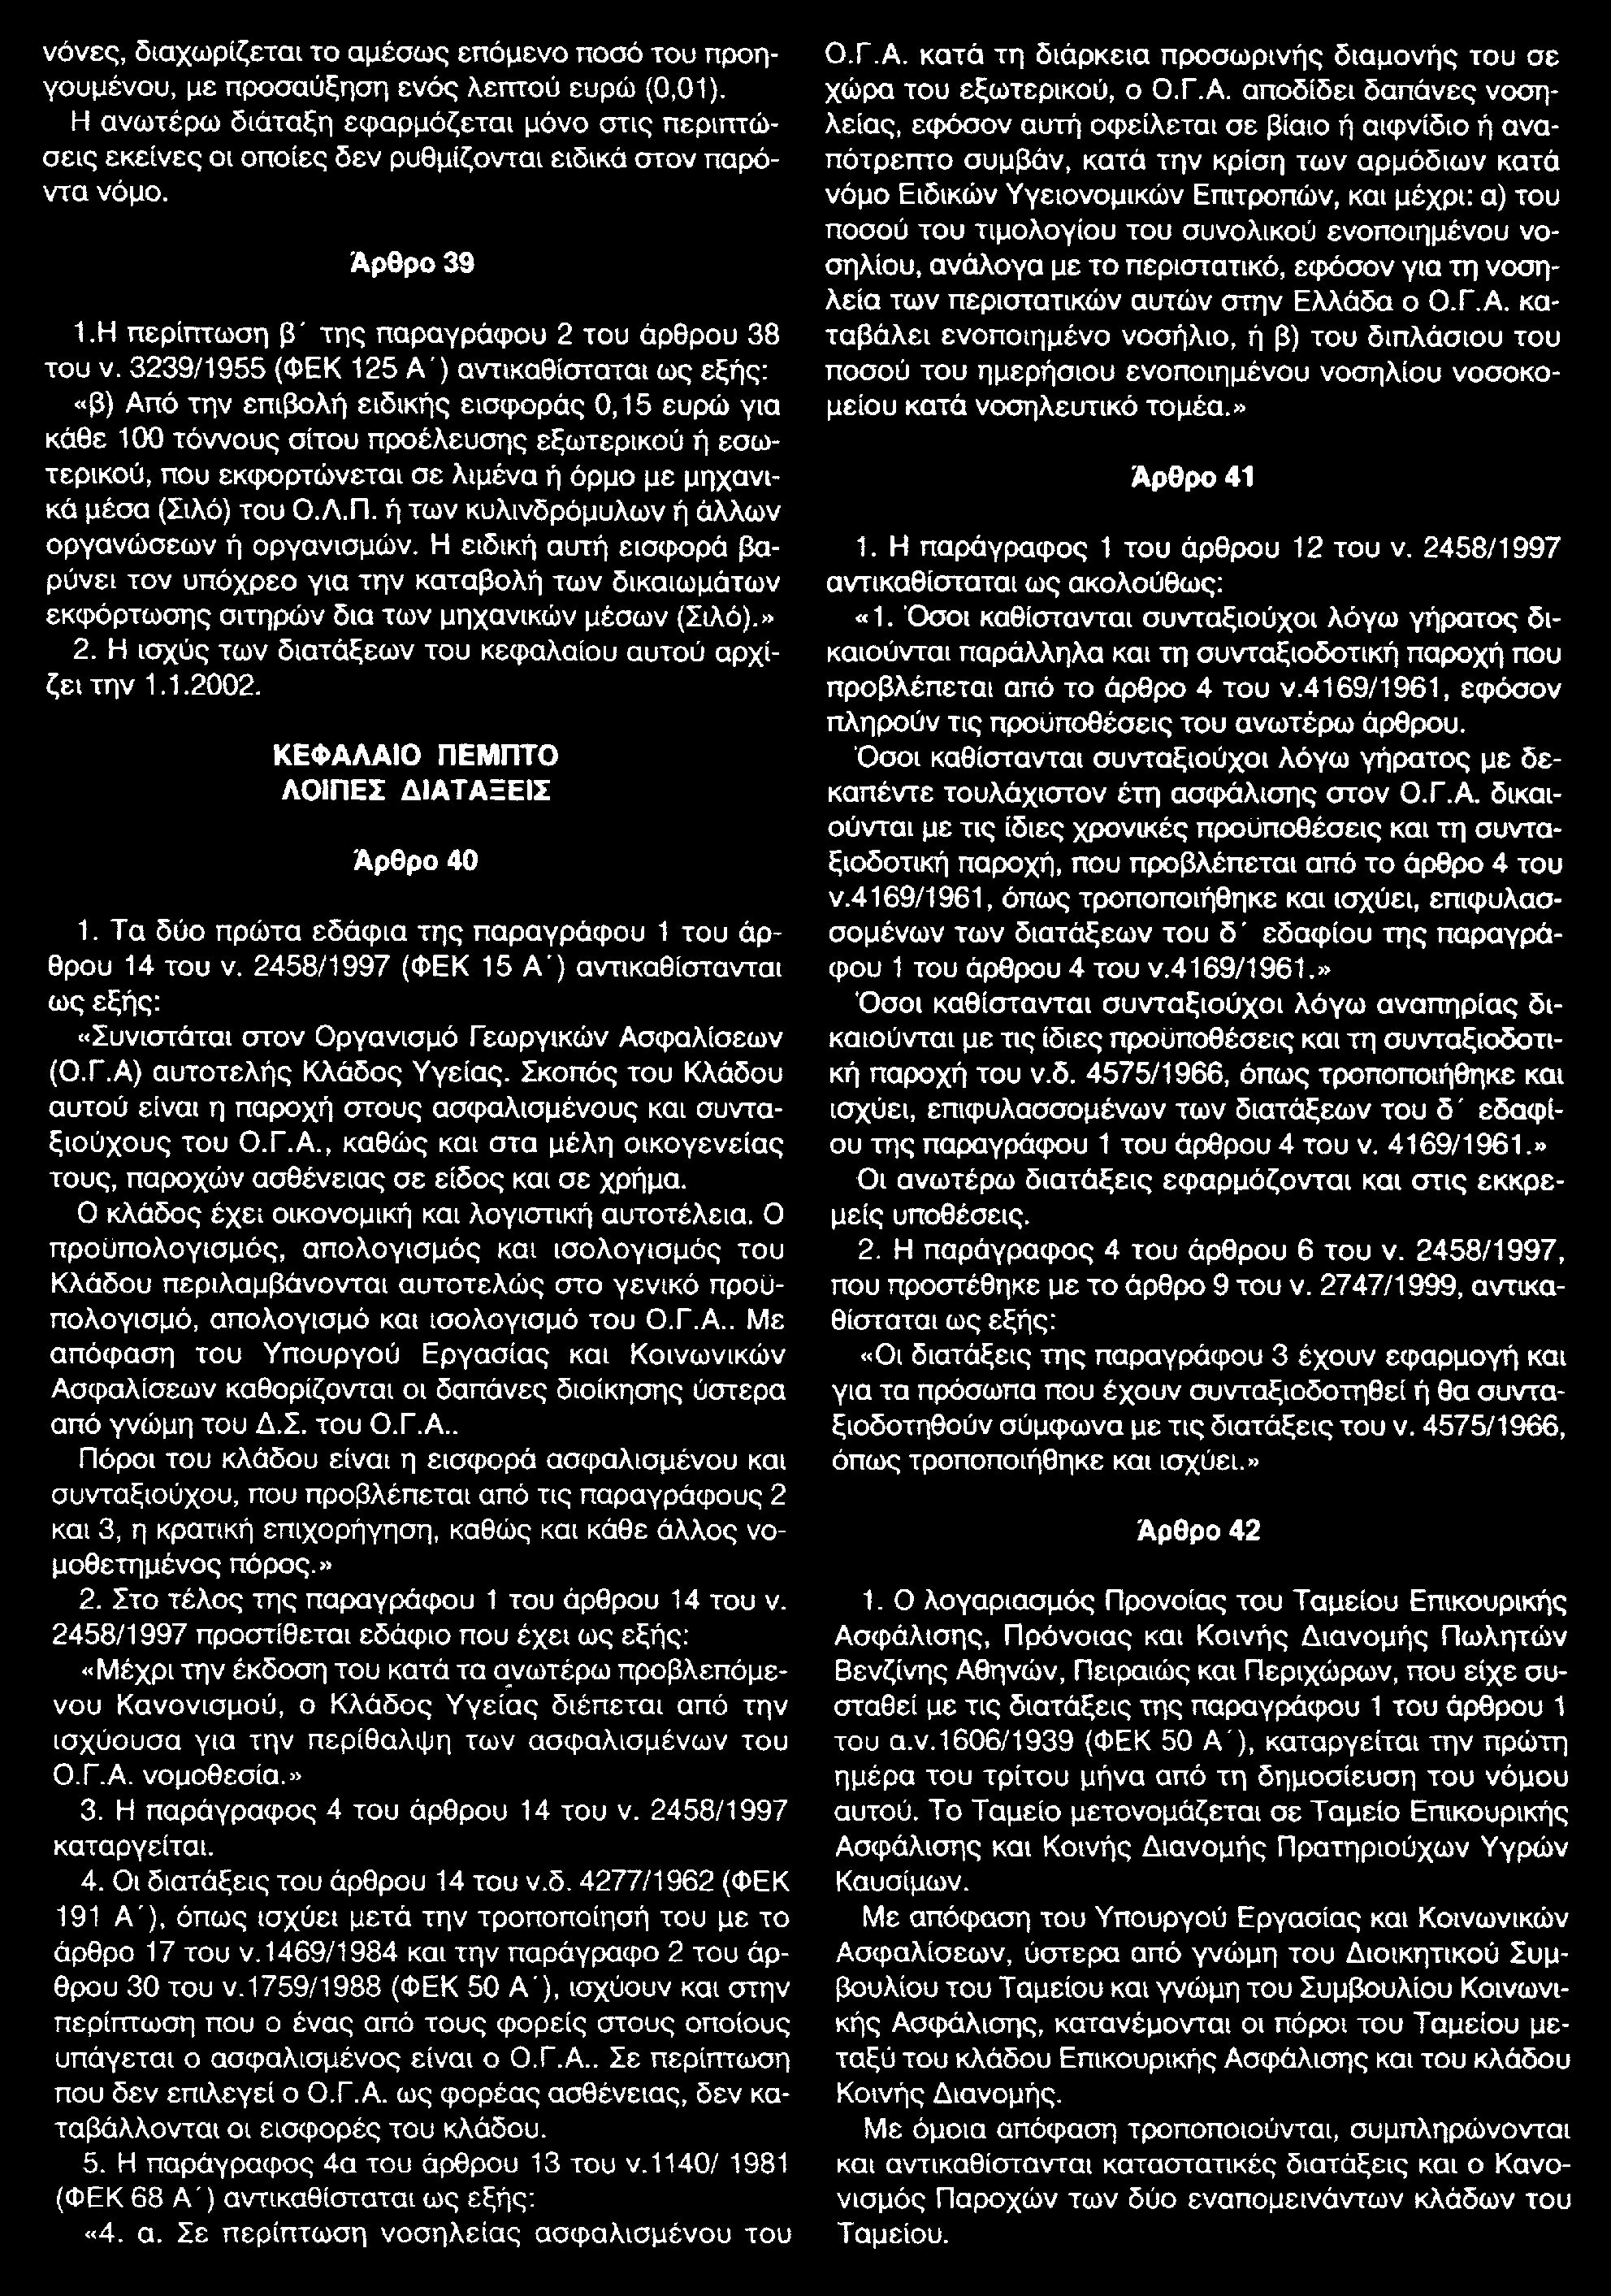 νόνες, διαχωρίζεται το αμέσως επόμενο ποσό του προη-
γουμένου, με προσαύξηση ενός λεπτού ευρώ (0,01).
Η ανωτέρω διάταξη εφαρμόζεται μόνο στις περιπτώ-
σεις εκείνες οι οποίες δεν ρυθμίζονται ειδικά στον παρό-
ντα νόμο.
Άρθρο 39
1.Η περίπτωση β΄ της παραγράφου 2 του άρθρου 38
του ν. 3239/1955 (ΦΕΚ 125 Α΄) αντικαθίσταται ως εξής:
«β) Από την επιβολή ειδικής εισφοράς 0,15 ευρώ για
κάθε 100 τόννους σίτου προέλευσης εξωτερικού ή εσω-
τερικού, που εκφορτώνεται σε λιμένα ή όρμο με μηχανι-
κά μέσα (Σιλό) του Ο.Λ.Π. ή των κυλινδρόμυλων ή άλλων
οργανώσεων ή οργανισμών. Η ειδική αυτή εισφορά βα-
ρύνει τον υπόχρεο για την καταβολή των δικαιωμάτων
εκφόρτωσης σιτηρών δια των μηχανικών μέσων (Σιλό).»
2. Η ισχύς των διατάξεων του κεφαλαίου αυτού αρχί-
ζει την 1.1.2002.
ΚΕΦΑΛΑΙΟ ΠΕΜΠΤΟ
ΛΟΙΠΕΣ ΔΙΑΤΑΞΕΙΣ
Άρθρο 40
1. Τα δύο πρώτα εδάφια της παραγράφου 1 του άρ-
θρου 14 του ν. 2458/1997 (ΦΕΚ 15 Α΄) αντικαθίστανται
ως εξής:
«Συνιστάται στον Οργανισμό Γεωργικών Ασφαλίσεων
(Ο.Γ.Α) αυτοτελής Κλάδος Υγείας. Σκοπός του Κλάδου
αυτού είναι η παροχή στους ασφαλισμένους και συντα-
ξιούχους του Ο.Γ.Α., καθώς και στα μέλη οικογενείας
τους, παροχών ασθένειας σε είδος και σε χρήμα.
Ο κλάδος έχει οικονομική και λογιστική αυτοτέλεια. Ο
προϋπολογισμός, απολογισμός και ισολογισμός του
Κλάδου περιλαμβάνονται αυτοτελώς στο γενικό προϋ-
πολογισμό, απολογισμό και ισολογισμό του Ο.Γ.Α.. Με
απόφαση του Υπουργού Εργασίας και Κοινωνικών
Ασφαλίσεων καθορίζονται οι δαπάνες διοίκησης ύστερα
από γνώμη του Δ.Σ. του Ο.Γ.Α..
Πόροι του κλάδου είναι η εισφορά ασφαλισμένου και
συνταξιούχου, που προβλέπεται από τις παραγράφους 2
και 3, η κρατική επιχορήγηση, καθώς και κάθε άλλος νο-
μοθετημένος πόρος.»
2. Στο τέλος της παραγράφου 1 του άρθρου 14 του ν.
2458/1997 προστίθεται εδάφιο που έχει ως εξής:
«Μέχρι την έκδοση του κατά τα ανωτέρω προβλεπόμε-
νου Κανονισμού, ο Κλάδος Υγείας διέπεται από την
ισχύουσα για την περίθαλψη των ασφαλισμένων του
Ο.Γ.Α. νομοθεσία.»
3. Η παράγραφος 4 του άρθρου 14 του ν. 2458/1997
καταργείται.
4. Οι διατάξεις του άρθρου 14 του ν.δ. 4277/1962 (ΦΕΚ
191 Α΄), όπως ισχύει μετά την τροποποίησή του με το
άρθρο 17 του ν.1469/1984 και την παράγραφο 2 του άρ-
θρου 30 του ν.1759/1988 (ΦΕΚ 50 Α΄), ισχύουν και στην
περίπτωση που ο ένας από τους φορείς στους οποίους
υπάγεται ο ασφαλισμένος είναι ο Ο.Γ.Α.. Σε περίπτωση
που δεν επιλεγεί ο Ο.Γ.Α. ως φορέας ασθένειας, δεν κα-
ταβάλλονται οι εισφορές του κλάδου.
5. Η παράγραφος 4α του άρθρου 13 του ν.1140/ 1981
(ΦΕΚ 68 Α΄) αντικαθίσταται ως εξής:
«4. α. Σε περίπτωση νοσηλείας ασφαλισμένου του
Ο.Γ.Α. κατά τη διάρκεια προσωρινής διαμονής του σε
χώρα του εξωτερικού, ο Ο.Γ.Α. αποδίδει δαπάνες νοση-
λείας, εφόσον αυτή οφείλεται σε βίαιο ή αιφνίδιο ή ανα-
πότρεπτο συμβάν, κατά την κρίση των αρμόδιων κατά
νόμο Ειδικών Υγειονομικών Επιτροπών, και μέχρι: α) του
ποσού του τιμολογίου του συνολικού ενοποιημένου νο-
σηλίου, ανάλογα με το περιστατικό, εφόσον για τη νοση-
λεία των περιστατικών αυτών στην Ελλάδα ο Ο.Γ.Α. κα-
ταβάλει ενοποιημένο νοσήλιο, ή β) του διπλάσιου του
ποσού του ημερήσιου ενοποιημένου νοσηλίου νοσοκο-
μείου κατά νοσηλευτικό τομέα.»
Άρθρο 41
1. Η παράγραφος 1 του άρθρου 12 του ν. 2458/1997
αντικαθίσταται ως ακολούθως:
«1. Όσοι καθίστανται συνταξιούχοι λόγω γήρατος δι-
καιούνται παράλληλα και τη συνταξιοδοτική παροχή που
προβλέπεται από το άρθρο 4 του ν.4169/1961, εφόσον
πληρούν τις προϋποθέσεις του ανωτέρω άρθρου.
Όσοι καθίστανται συνταξιούχοι λόγω γήρατος με δε-
καπέντε τουλάχιστον έτη ασφάλισης στον Ο.Γ.Α. δικαι-
ούνται με τις ίδιες χρονικές προϋποθέσεις και τη συντα-
ξιοδοτική παροχή, που προβλέπεται από το άρθρο 4 του
ν.4169/1961, όπως τροποποιήθηκε και ισχύει, επιφυλασ-
σομένων των διατάξεων του δ΄ εδαφίου της παραγρά-
φου 1 του άρθρου 4 του ν.4169/1961.»
Όσοι καθίστανται συνταξιούχοι λόγω αναπηρίας δι-
καιούνται με τις ίδιες προϋποθέσεις και τη συνταξιοδοτι-
κή παροχή του ν.δ. 4575/1966, όπως τροποποιήθηκε και
ισχύει, επιφυλασσομένων των διατάξεων του δ΄ εδαφί-
ου της παραγράφου 1 του άρθρου 4 του ν. 4169/1961.»
Οι ανωτέρω διατάξεις εφαρμόζονται και στις εκκρε-
μείς υποθέσεις.
2. Η παράγραφος 4 του άρθρου 6 του ν. 2458/1997,
που προστέθηκε με το άρθρο 9 του ν. 2747/1999, αντικα-
θίσταται ως εξής:
«Οι διατάξεις της παραγράφου 3 έχουν εφαρμογή και
για τα πρόσωπα που έχουν συνταξιοδοτηθεί ή θα συντα-
ξιοδοτηθούν σύμφωνα με τις διατάξεις του ν. 4575/1966,
όπως τροποποιήθηκε και ισχύει.»
Άρθρο 42
1. Ο λογαριασμός Προνοίας του Ταμείου Επικουρικής
Ασφάλισης, Πρόνοιας και Κοινής Διανομής Πωλητών
Βενζίνης Αθηνών, Πειραιώς και Περιχώρων, που είχε συ-
σταθεί με τις διατάξεις της παραγράφου 1 του άρθρου 1
του α.ν.1606/1939 (ΦΕΚ 50 Α΄), καταργείται την πρώτη
ημέρα του τρίτου μήνα από τη δημοσίευση του νόμου
αυτού. Το Ταμείο μετονομάζεται σε Ταμείο Επικουρικής
Ασφάλισης και Κοινής Διανομής Πρατηριούχων Υγρών
Καυσίμων.
Με απόφαση του Υπουργού Εργασίας και Κοινωνικών
Ασφαλίσεων, ύστερα από γνώμη του Διοικητικού Συμ-
βουλίου του Ταμείου και γνώμη του Συμβουλίου Κοινωνι-
κής Ασφάλισης, κατανέμονται οι πόροι του Ταμείου με-
ταξύ του κλάδου Επικουρικής Ασφάλισης και του κλάδου
Κοινής Διανομής.
Με όμοια απόφαση τροποποιούνται, συμπληρώνονται
και αντικαθίστανται καταστατικές διατάξεις και ο Κανο-
νισμός Παροχών των δύο εναπομεινάντων κλάδων του
Ταμείου.